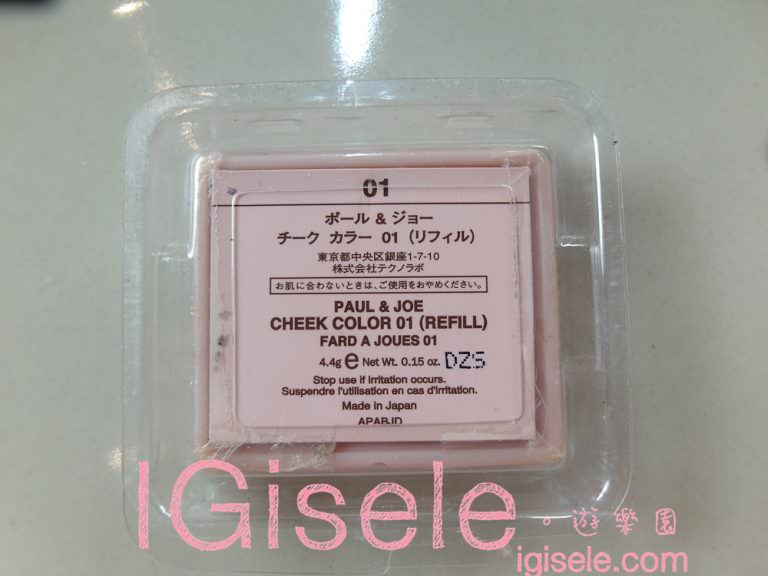 01
ポール & ジョー
チーク カラー 01 (リフィル)
東京都中央区銀座1-7-10
株式会社テクノラボ
お肌に合わないときは、ご使用をおやめください。
PAUL & JOE
CHEEK COLOR 01 (REFILL)
FARD A JOUES 01
4.4g e Net Wt. 0.15 oz. DZS
Stop use if irritation occurs.
Suspendre l'utilisation en cas d'irritation.
Made in Japan
IGisele。遊樂園
igisele.com